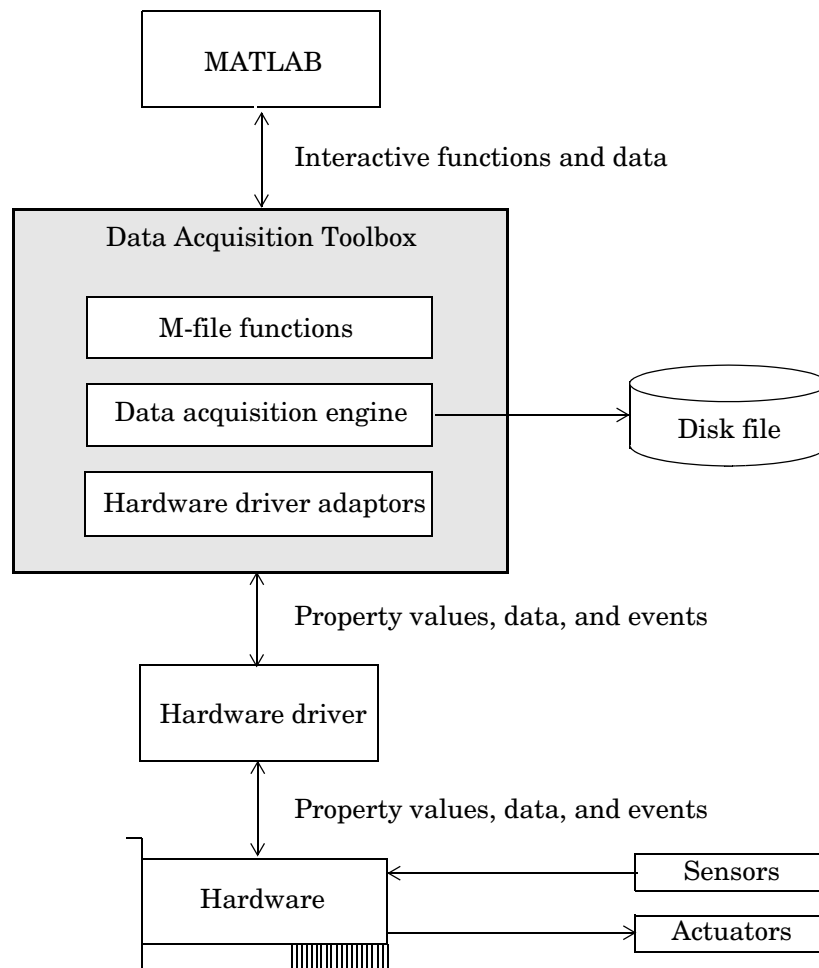 MATLAB
Interactive functions and data
Data Acquisition Toolbox
M-file functions
Data acquisition engine
Disk file
Hardware driver adaptors
Property values, data, and events
Hardware driver
Property values, data, and events
Sensors
Hardware
Actuators